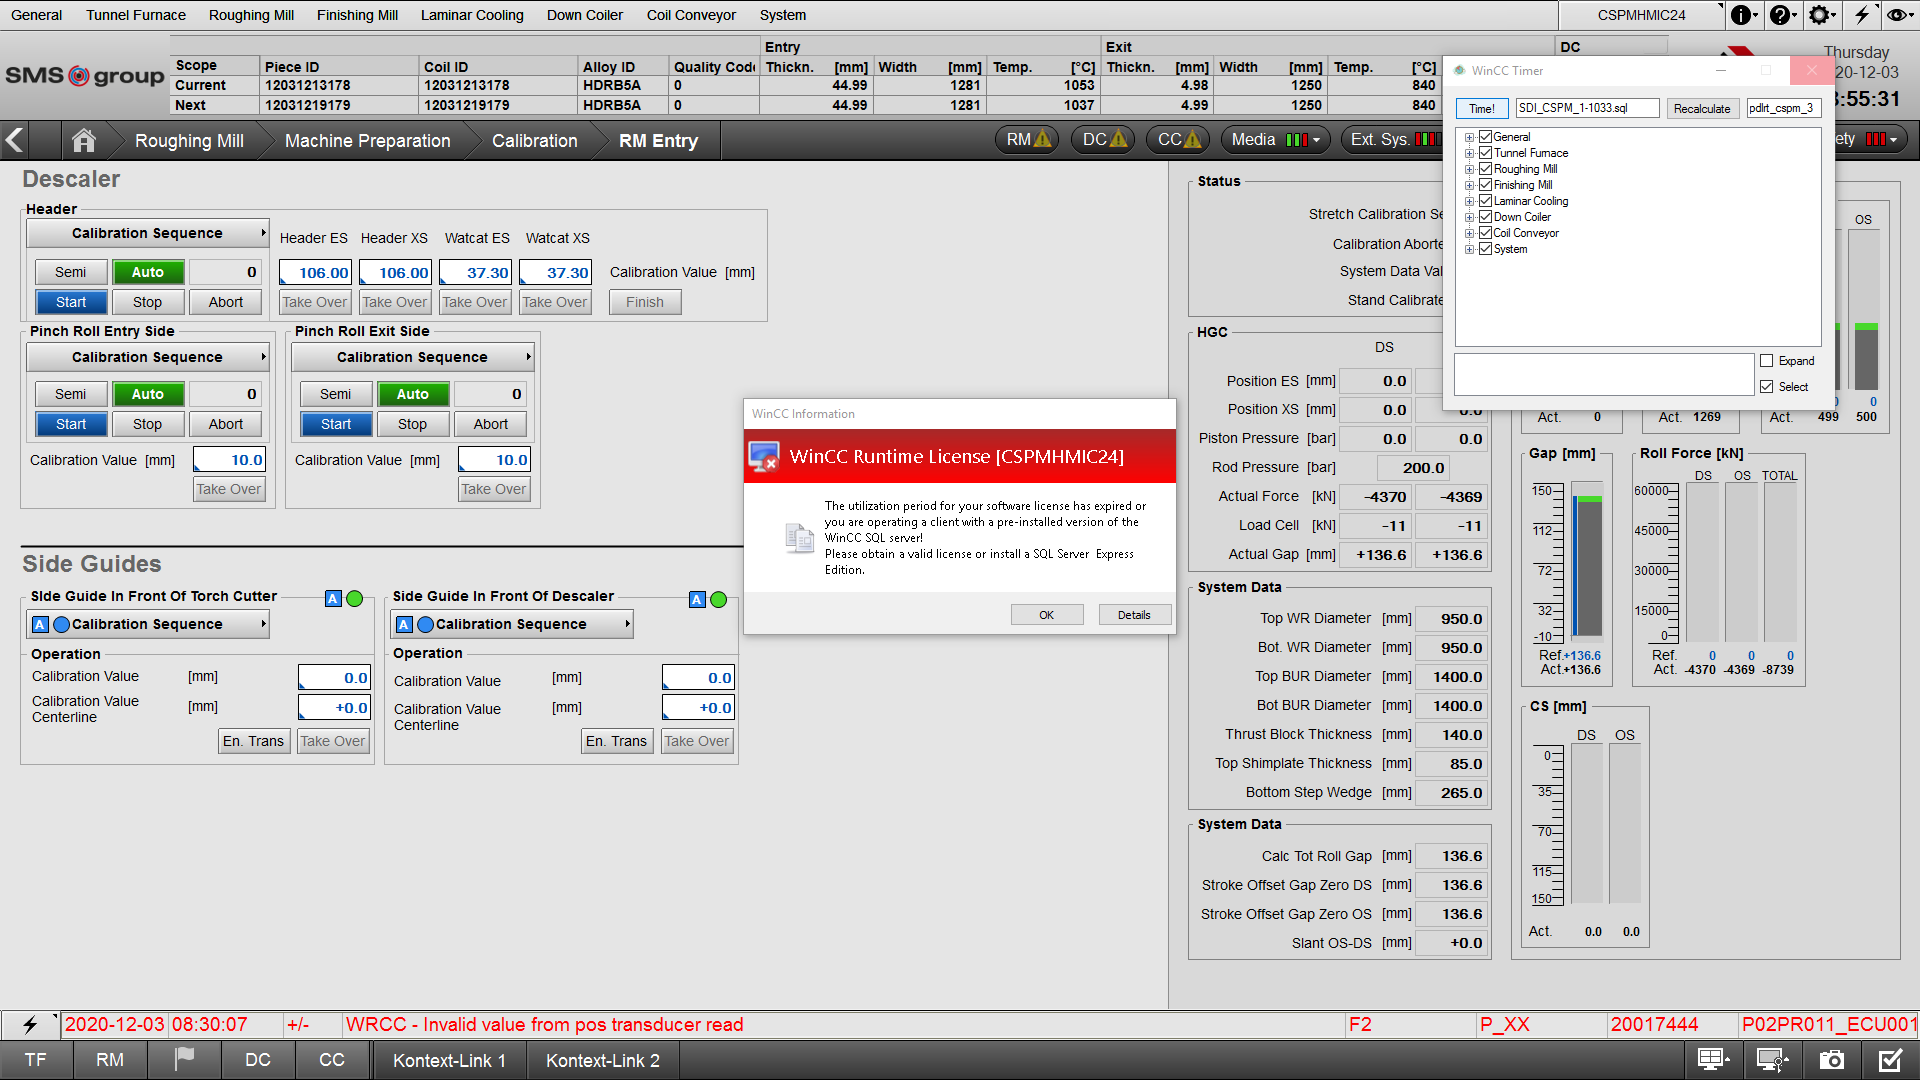 General Tunnel Furnace Roughing Mill Finishing Mill Laminar Cooling Down Coiler Coil Conveyor System CSPMHMIC24
SMS group
Entry Exit DC
Scope Piece ID Coil ID Alloy ID Quality Code Thickn. [mm] Width [mm] Temp. [°C] Thickn. [mm] Width [mm] Temp. [°C]
Current 12031213178 12031213178 HDRB5A 0 44.99 1281 1053 4.98 1250 840
Next 12031219179 12031219179 HDRB5A 0 44.99 1281 1037 4.99 1250 840
Thursday
20-12-03
:55:31
Roughing Mill Machine Preparation Calibration RM Entry RM DC CC Media Ext. Sys. ety
WinCC Timer
Time! SDI_CSPM_1-1033.sql Recalculate pdlrt_cspm_3
General
Tunnel Furnace
Roughing Mill
Finishing Mill
Laminar Cooling
Down Coiler
Coil Conveyor
System
Expand
Select
Descaler
Header
Calibration Sequence
Header ES Header XS Watcat ES Watcat XS
Semi Auto 0 106.00 106.00 37.30 37.30 Calibration Value [mm]
Start Stop Abort Take Over Take Over Take Over Take Over Finish
Pinch Roll Entry Side
Calibration Sequence
Semi Auto 0
Start Stop Abort
Calibration Value [mm] 10.0
Take Over
Pinch Roll Exit Side
Calibration Sequence
Semi Auto 0
Start Stop Abort
Calibration Value [mm] 10.0
Take Over
Side Guides
SIde Guide In Front Of Torch Cutter A
A Calibration Sequence
Operation
Calibration Value [mm] 0.0
Calibration Value
Centerline [mm] +0.0
En. Trans Take Over
SIde Guide In Front Of Descaler A
A Calibration Sequence
Operation
Calibration Value [mm] 0.0
Calibration Value
Centerline [mm] +0.0
En. Trans Take Over
WinCC Information
WinCC Runtime License [CSPMHMIC24]
The utilization period for your software license has expired or
you are operating a client with a pre-installed version of the
WinCC SQL server!
Please obtain a valid license or install a SQL Server Express
Edition.
OK Details
Status
Stretch Calibration Se
Calibration Aborte
System Data Val
Stand Calibrate
HGC
DS
Position ES [mm] 0.0
Position XS [mm] 0.0 0.0
Piston Pressure [bar] 0.0 0.0
Rod Pressure [bar] 200.0
Actual Force [kN] -4370 -4369
Load Cell [kN] -11 -11
Actual Gap [mm] +136.6 +136.6
System Data
Top WR Diameter [mm] 950.0
Bot. WR Diameter [mm] 950.0
Top BUR Diameter [mm] 1400.0
Bot BUR Diameter [mm] 1400.0
Thrust Block Thickness [mm] 140.0
Top Shimplate Thickness [mm] 85.0
Bottom Step Wedge [mm] 265.0
System Data
Calc Tot Roll Gap [mm] 136.6
Stroke Offset Gap Zero DS [mm] 136.6
Stroke Offset Gap Zero OS [mm] 136.6
Slant OS-DS [mm] +0.0
OS
0 0
Act. 0 Act. 1269 Act. 499 500
Gap [mm]
150
112
72
32
-10
Ref. +136.6
Act. +136.6
Roll Force [kN]
DS OS TOTAL
60000
45000
30000
15000
0
Ref. 0 0 0
Act. -4370 -4369 -8739
CS [mm]
DS OS
0
35
70
115
150
Act. 0.0 0.0
2020-12-03 08:30:07 +/- WRCC - Invalid value from pos transducer read F2 P_XX 20017444 P02PR011_ECU001
TF RM DC CC Kontext-Link 1 Kontext-Link 2